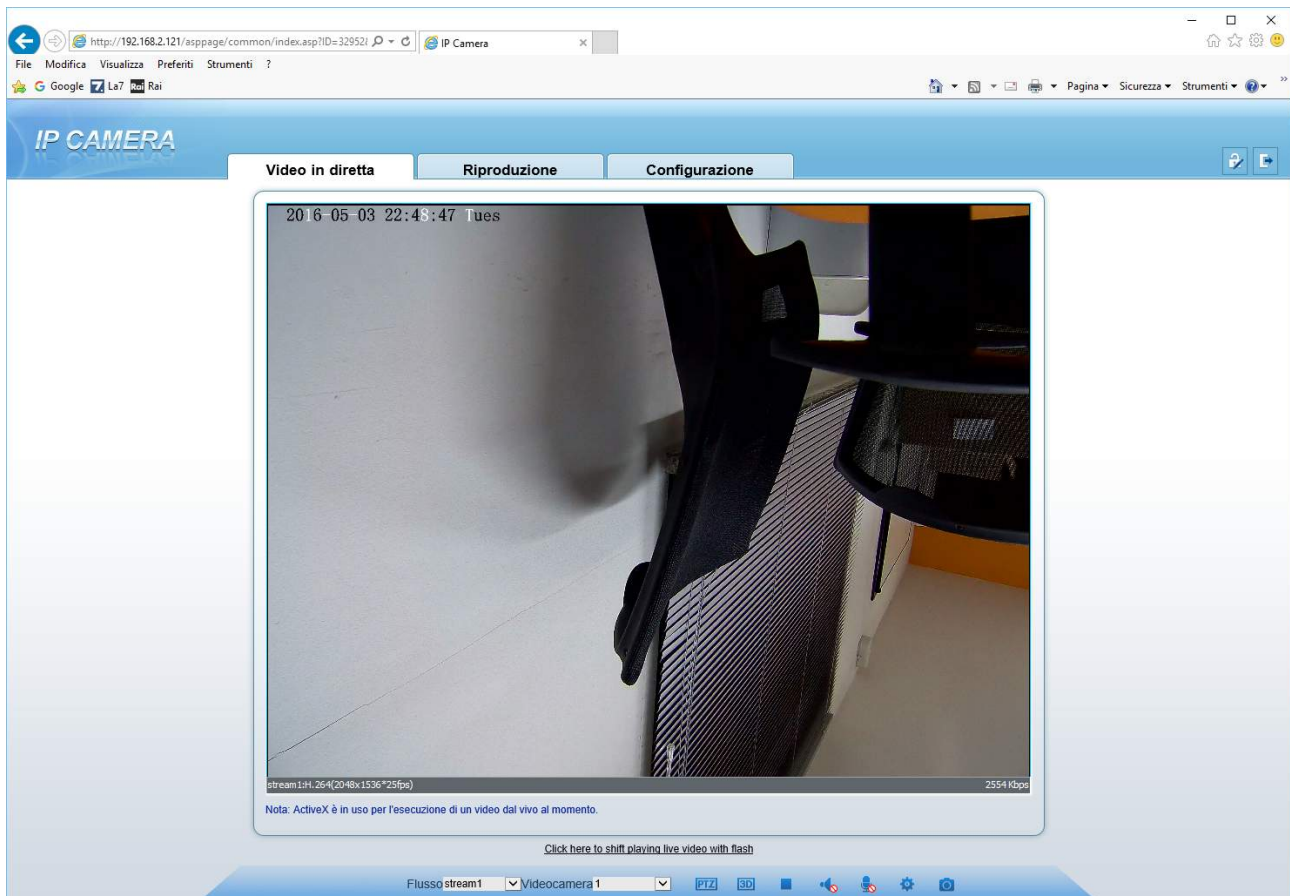 http://192.168.2.121/asppage/common/index.asp?ID=32952
IP Camera
File Modifica Visualizza Preferiti Strumenti ?
Google La7 Rai Rai
Pagina Sicurezza Strumenti
IP CAMERA
Video in diretta Riproduzione Configurazione
2016-05-03 22:48:47 Tues
stream1:H.264(2048x1536*25fps) 2554 Kbps
Nota: ActiveX è in uso per l'esecuzione di un video dal vivo al momento.
Click here to shift playing live video with flash
Flusso stream1 Videocamera 1 PTZ 3D